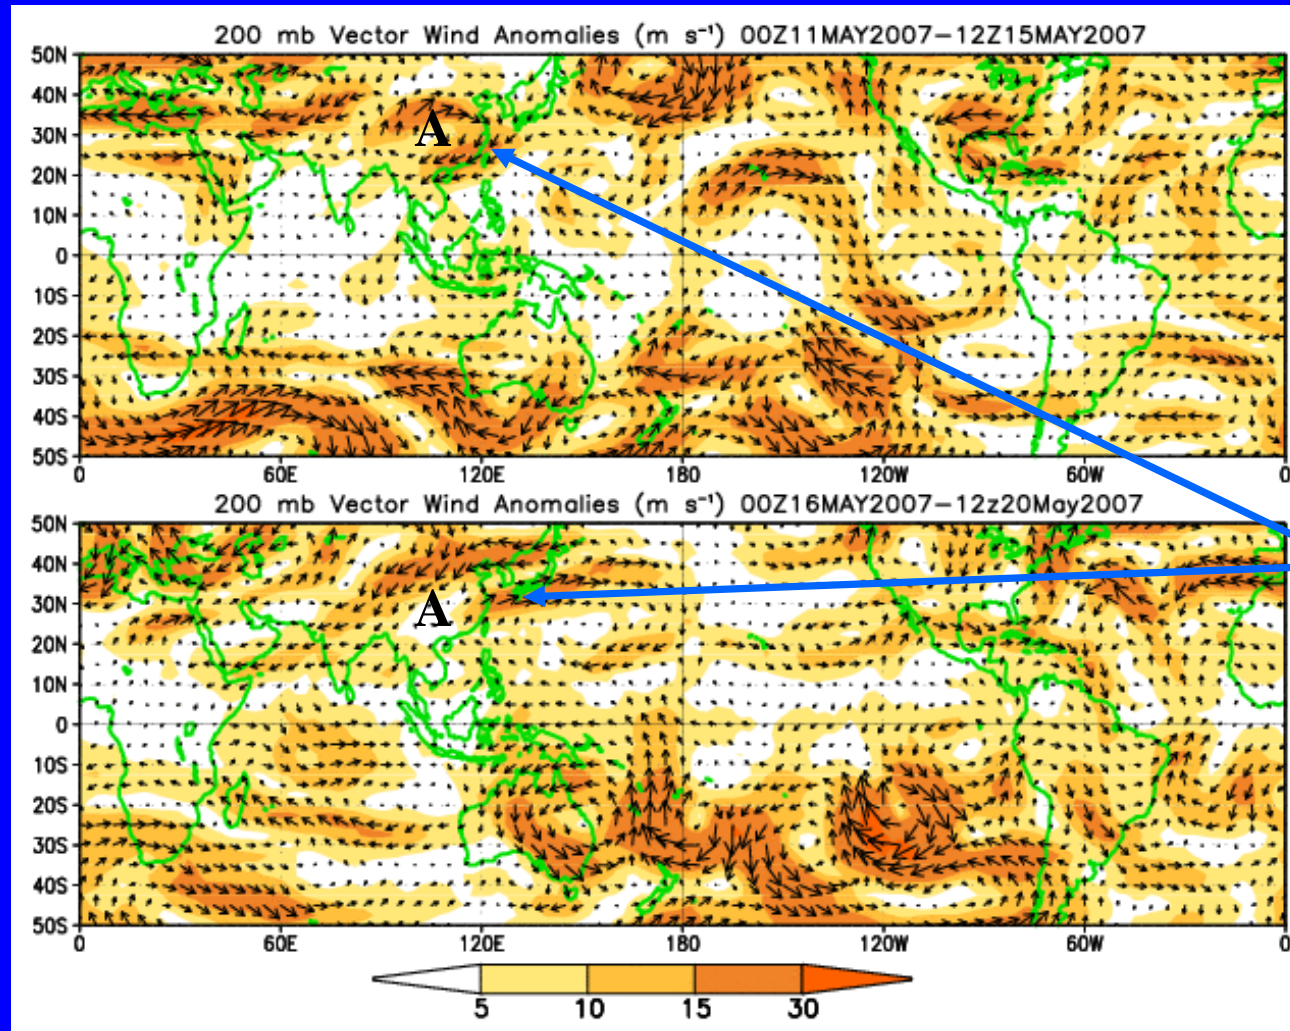 200 mb Vector Wind Anomalies (m s⁻¹) 00Z11MAY2007–12Z15MAY2007
50N
40N
A
30N
20N
10N
0
10S
20S
30S
40S
50S
0 60E 120E 180 120W 60W 0
200 mb Vector Wind Anomalies (m s⁻¹) 00Z16MAY2007–12z20May2007
50N
40N
30N
A
20N
10N
0
10S
20S
30S
40S
50S
0 60E 120E 180 120W 60W 0
5 10 15 30